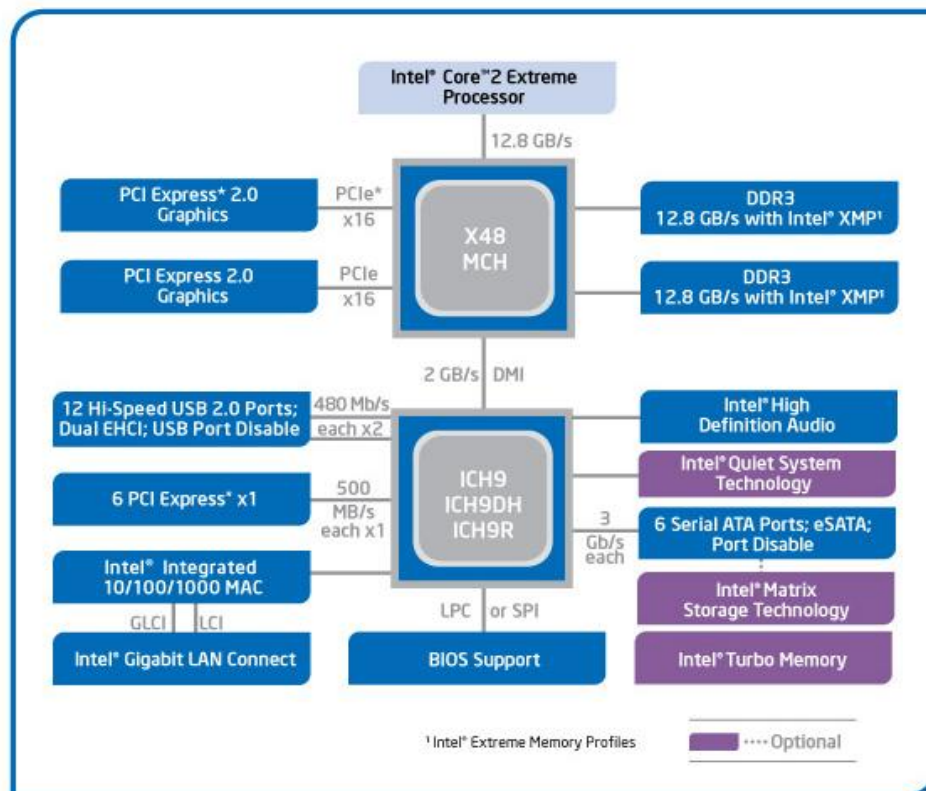 Intel® Core™2 Extreme
Processor
12.8 GB/s
PCI Express* 2.0
Graphics
PCIe*
x16
X48
MCH
DDR3
12.8 GB/s with Intel® XMP¹
PCI Express 2.0
Graphics
PCIe
x16
DDR3
12.8 GB/s with Intel® XMP¹
2 GB/s DMI
12 Hi-Speed USB 2.0 Ports;
Dual EHCI; USB Port Disable
480 Mb/s
each x2
Intel® High
Definition Audio
ICH9
ICH9DH
ICH9R
Intel® Quiet System
Technology
6 PCI Express* x1
500
MB/s
each x1
3
Gb/s
each
6 Serial ATA Ports; eSATA;
Port Disable
Intel® Integrated
10/100/1000 MAC
Intel® Matrix
Storage Technology
GLCI LCI
LPC or SPI
Intel® Gigabit LAN Connect
BIOS Support
Intel® Turbo Memory
¹ Intel® Extreme Memory Profiles
Optional